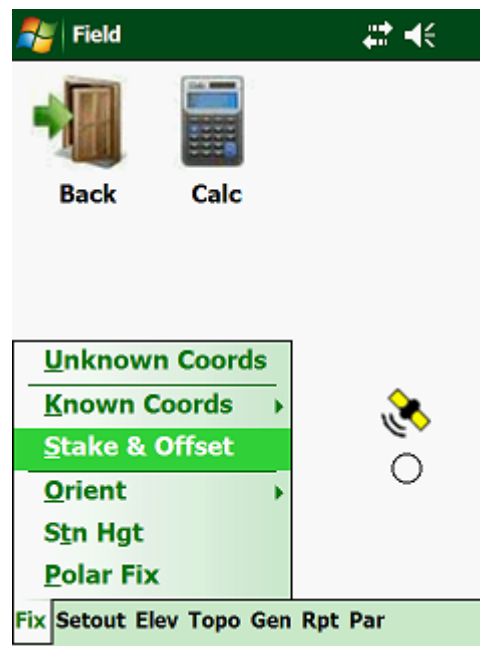 Field
Back Calc
Unknown Coords
Known Coords
Stake & Offset
Orient
Stn Hgt
Polar Fix
Fix Setout Elev Topo Gen Rpt Par